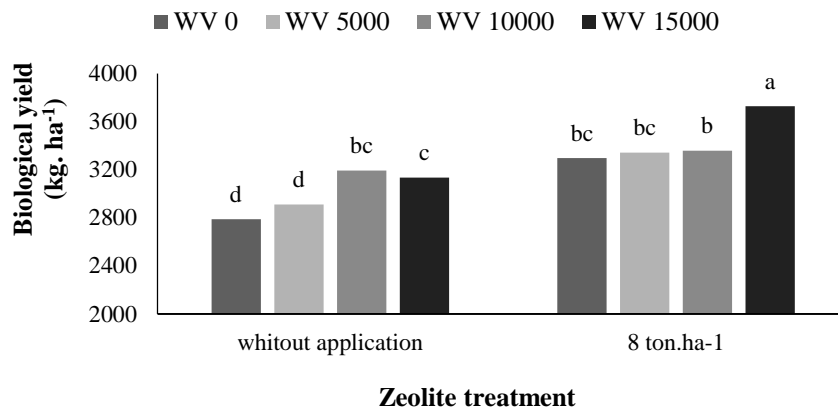 WV 0 WV 5000 WV 10000 WV 15000
Biological yield
(kg. ha⁻¹)
4000
3600
3200
2800
2400
2000
d d bc c bc bc b a
whitout application 8 ton.ha-1
Zeolite treatment